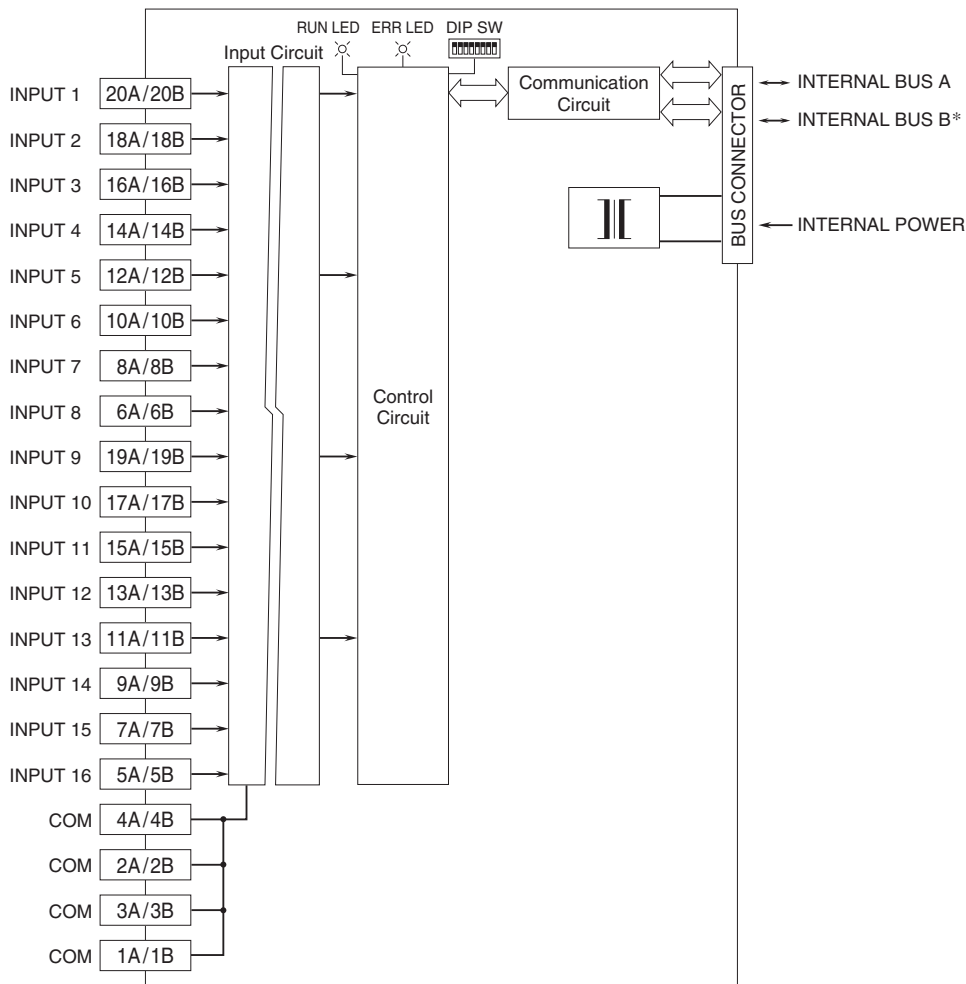 RUN LED ERR LED DIP SW
Input Circuit
INPUT 1 20A/20B
INPUT 2 18A/18B
INPUT 3 16A/16B
INPUT 4 14A/14B
INPUT 5 12A/12B
INPUT 6 10A/10B
INPUT 7 8A/8B
INPUT 8 6A/6B
INPUT 9 19A/19B
INPUT 10 17A/17B
INPUT 11 15A/15B
INPUT 12 13A/13B
INPUT 13 11A/11B
INPUT 14 9A/9B
INPUT 15 7A/7B
INPUT 16 5A/5B
COM 4A/4B
COM 2A/2B
COM 3A/3B
COM 1A/1B
Control
Circuit
Communication
Circuit
BUS CONNECTOR
INTERNAL BUS A
INTERNAL BUS B*
INTERNAL POWER